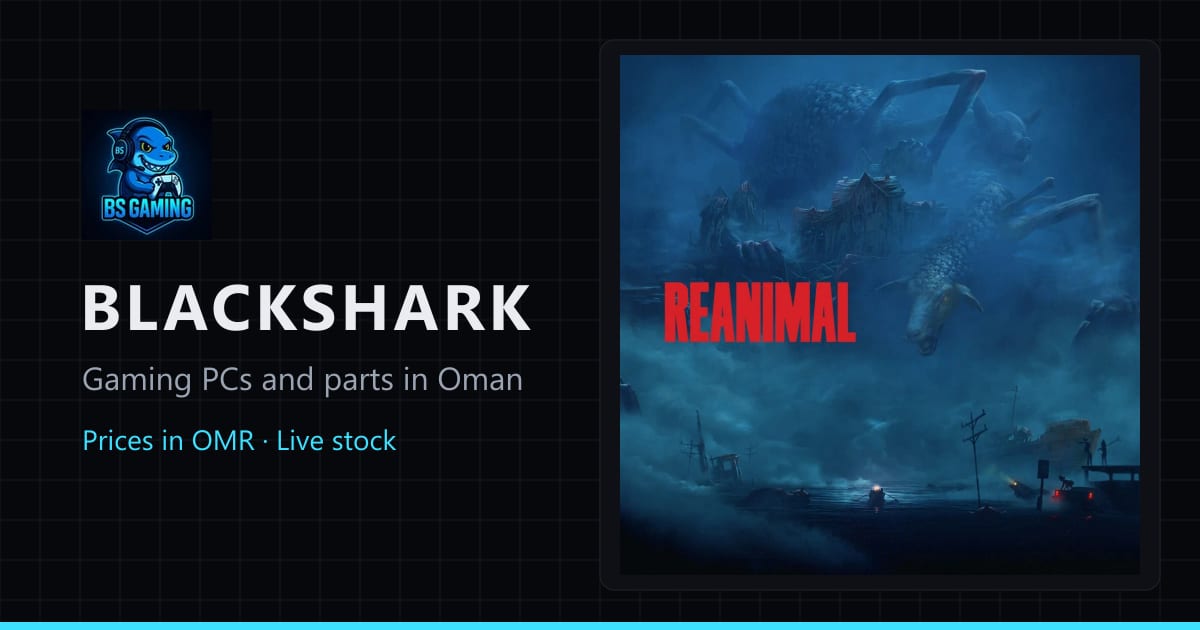 BS
BS GAMING
BLACKSHARK
Gaming PCs and parts in Oman
Prices in OMR · Live stock
REANIMAL